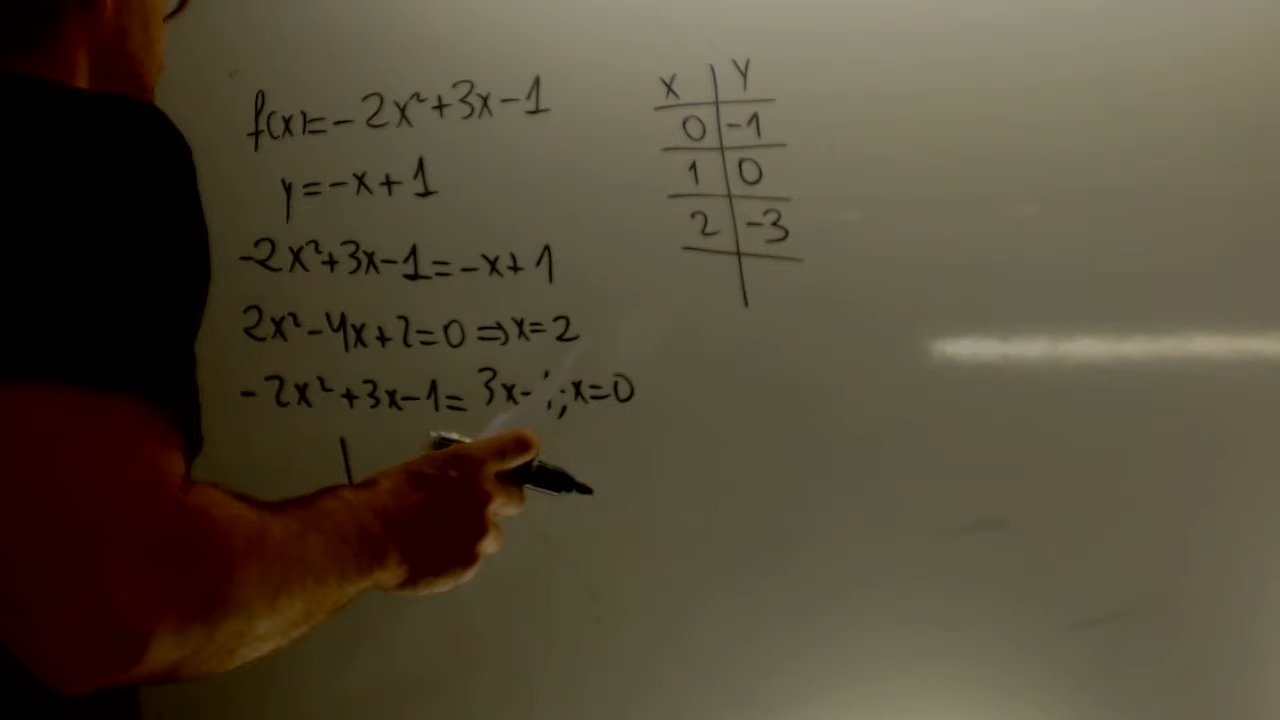 f(x)=-2x²+3x-1
y=-x+1
-2x²+3x-1=-x+1
2x²-4x+2=0⇒x=2
-2x²+3x-1= 3x- ; x=0
X Y
0 -1
1 0
2 -3